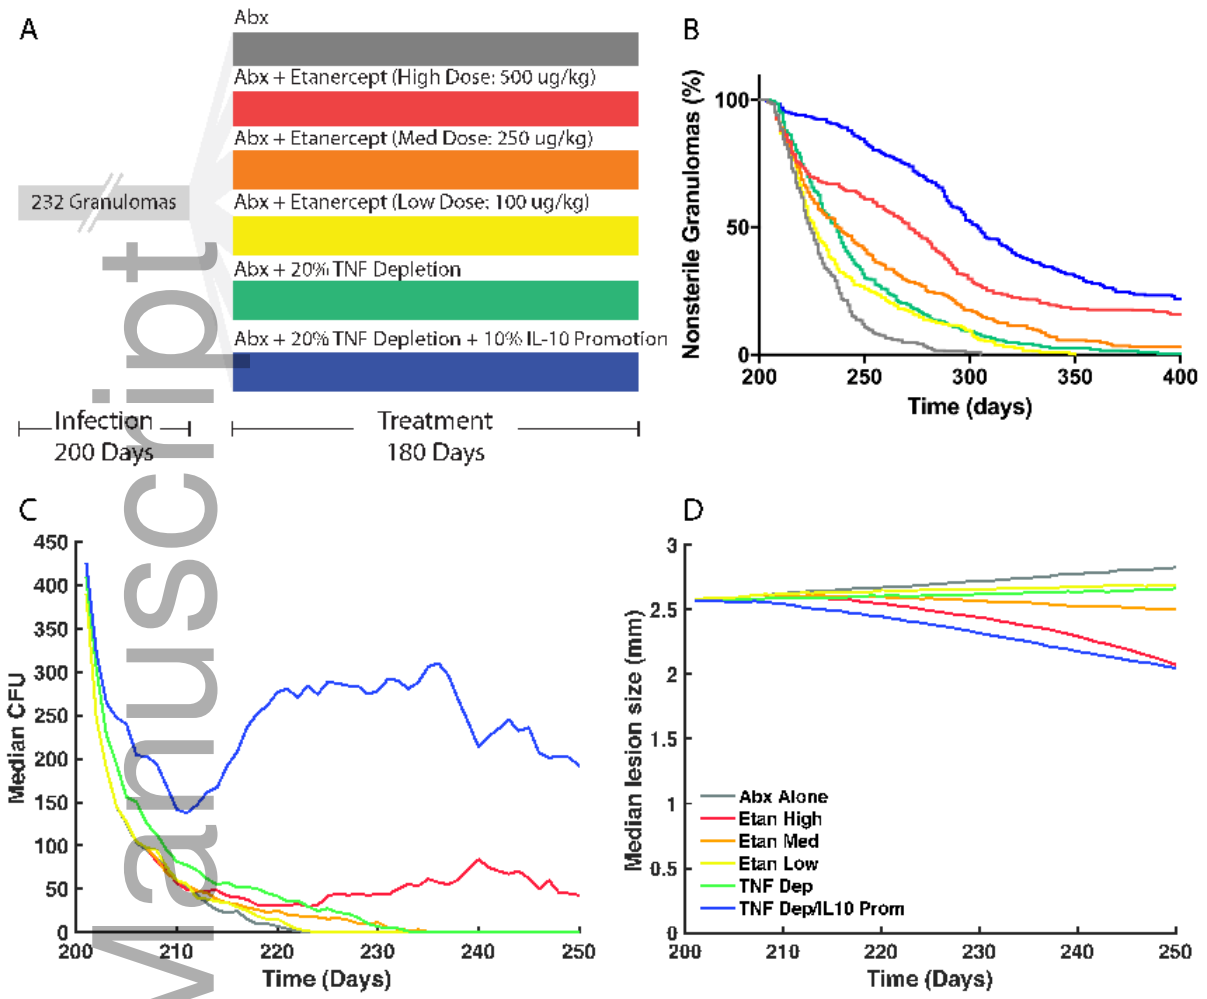 A
Abx
Abx + Etanercept (High Dose: 500 ug/kg)
Abx + Etanercept (Med Dose: 250 ug/kg)
232 Granulomas
Abx + Etanercept (Low Dose: 100 ug/kg)
Abx + 20% TNF Depletion
Abx + 20% TNF Depletion + 10% IL-10 Promotion
Infection
200 Days
Treatment
180 Days
B
Nonsterile Granulomas (%)
100
50
0
200 250 300 350 400
Time (days)
C
Median CFU
450
400
350
300
250
200
150
100
50
0
200 210 220 230 240 250
Time (Days)
D
Median lesion size (mm)
3
2.5
2
1.5
1
0.5
0
Abx Alone
Etan High
Etan Med
Etan Low
TNF Dep
TNF Dep/IL10 Prom
200 210 220 230 240 250
Time (Days)
Manuscript